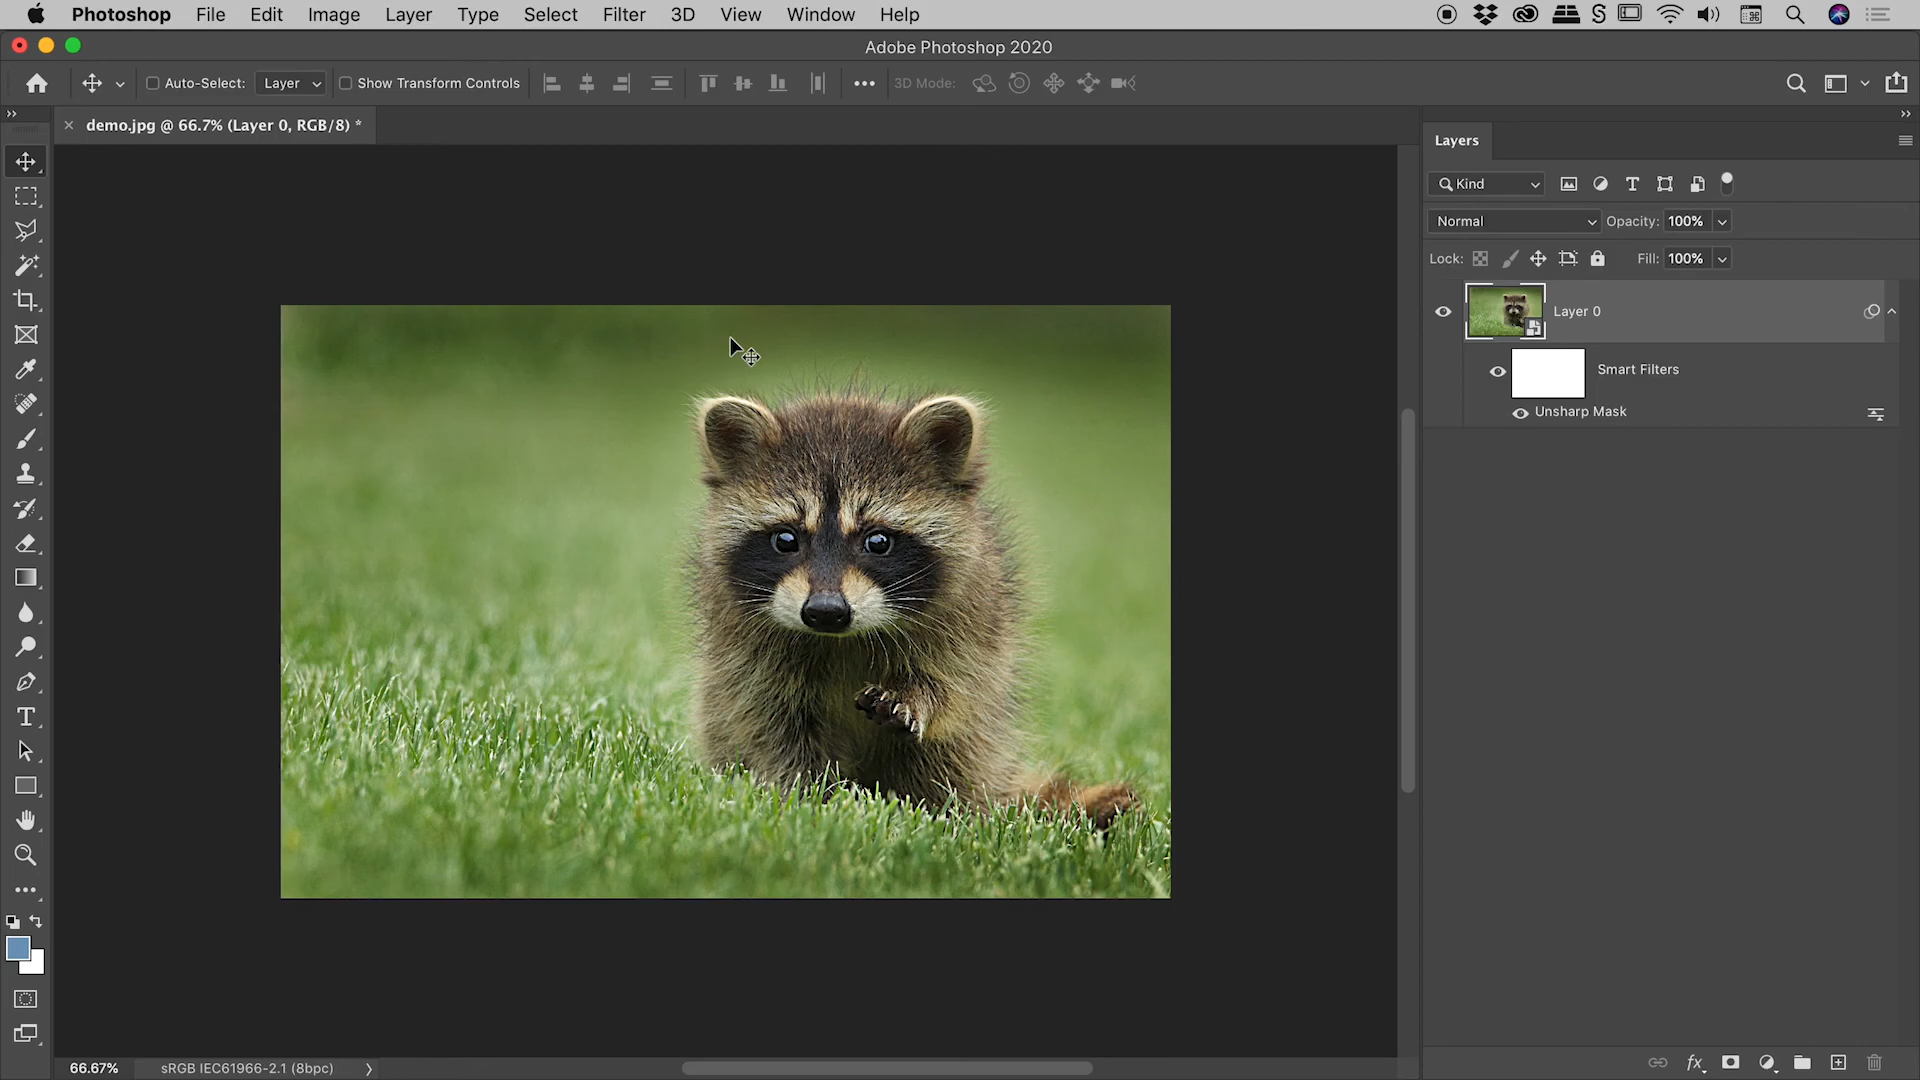 Photoshop File Edit Image Layer Type Select Filter 3D View Window Help
Adobe Photoshop 2020
Auto-Select: Layer Show Transform Controls 3D Mode:
demo.jpg @ 66.7% (Layer 0, RGB/8) *
Layers
Kind
Normal Opacity: 100%
Lock: Fill: 100%
Layer 0
Smart Filters
Unsharp Mask
66.67% sRGB IEC61966-2.1 (8bpc)